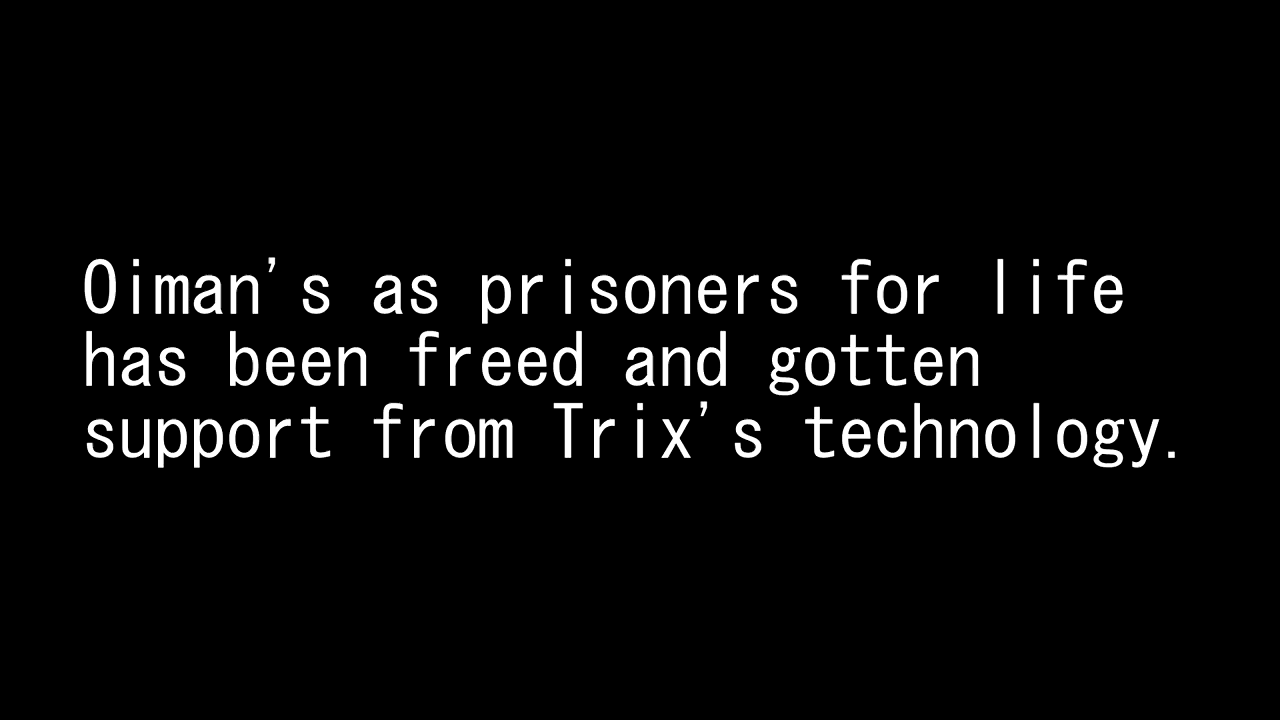 Oiman's as prisoners for life
has been freed and gotten
support from Trix's technology.